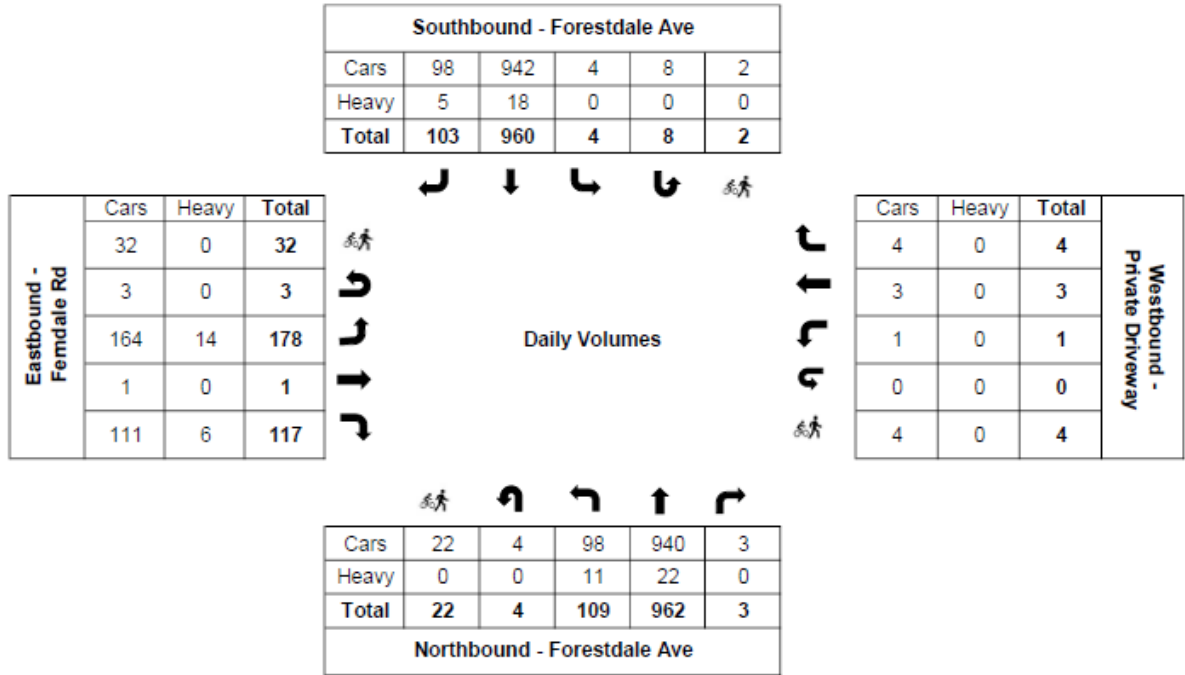 Southbound - Forestdale Ave
Cars 98 942 4 8 2
Heavy 5 18 0 0 0
Total 103 960 4 8 2
Eastbound -
Femdale Rd
Cars Heavy Total
32 0 32
3 0 3
164 14 178
1 0 1
111 6 117
Daily Volumes
Cars Heavy Total
4 0 4
3 0 3
1 0 1
0 0 0
4 0 4
Westbound -
Private Driveway
Cars 22 4 98 940 3
Heavy 0 0 11 22 0
Total 22 4 109 962 3
Northbound - Forestdale Ave